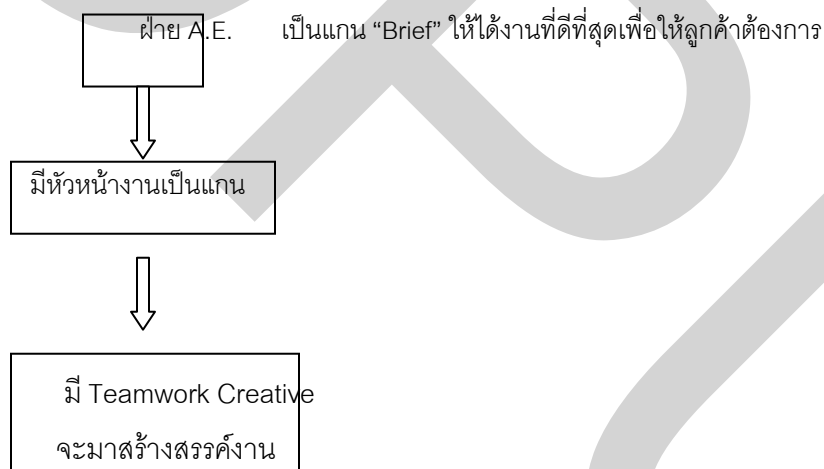 ฝ่าย A.E. เป็นแกน “Brief” ให้ได้งานที่ดีที่สุดเพื่อให้ลูกค้าต้องการ
มีหัวหน้างานเป็นแกน
มี Teamwork Creative
จะมาสร้างสรรค์งาน